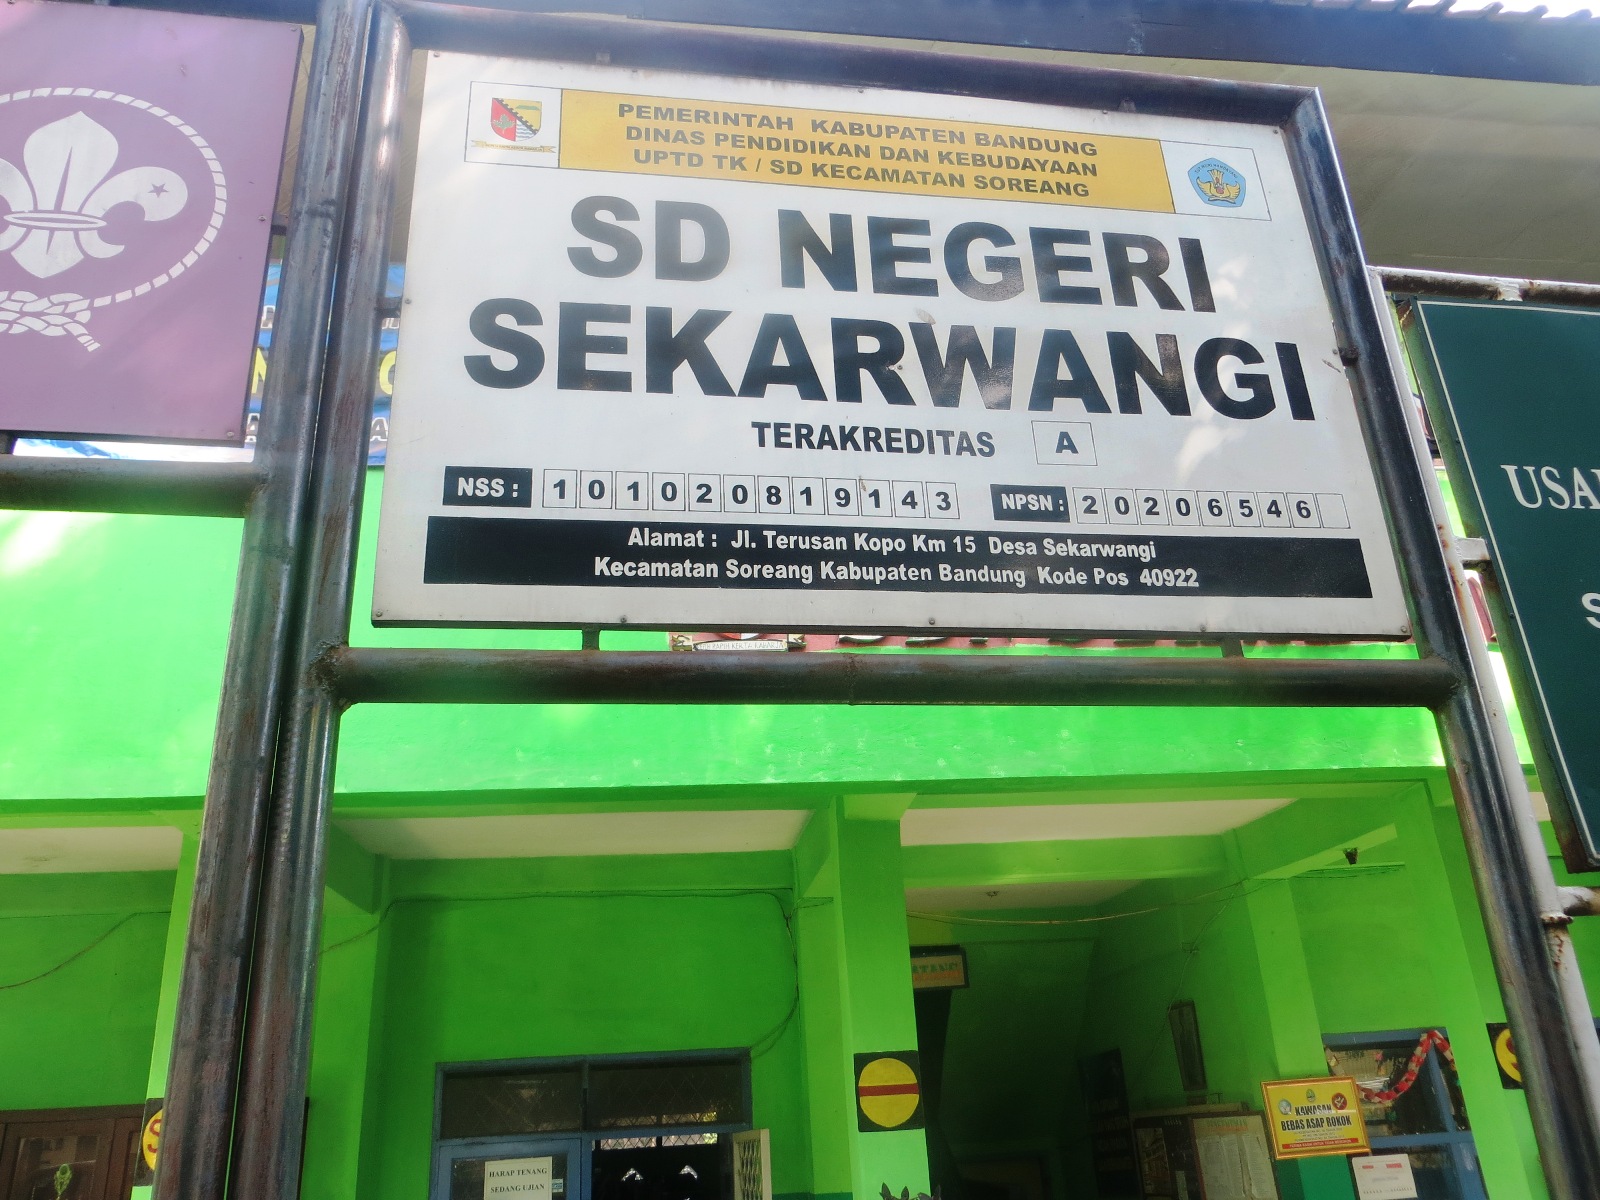 PEMERINTAH KABUPATEN BANDUNG
DINAS PENDIDIKAN DAN KEBUDAYAAN
UPTD TK / SD KECAMATAN SOREANG
SD NEGERI
SEKARWANGI
TERAKREDITAS A
NSS : 101020819143 NPSN : 20206546
Alamat : Jl. Terusan Kopo Km 15 Desa Sekarwangi
Kecamatan Soreang Kabupaten Bandung Kode Pos 40922
KAWASAN
BEBAS ASAP ROKOK
HARAP TENANG
SEDANG UJIAN